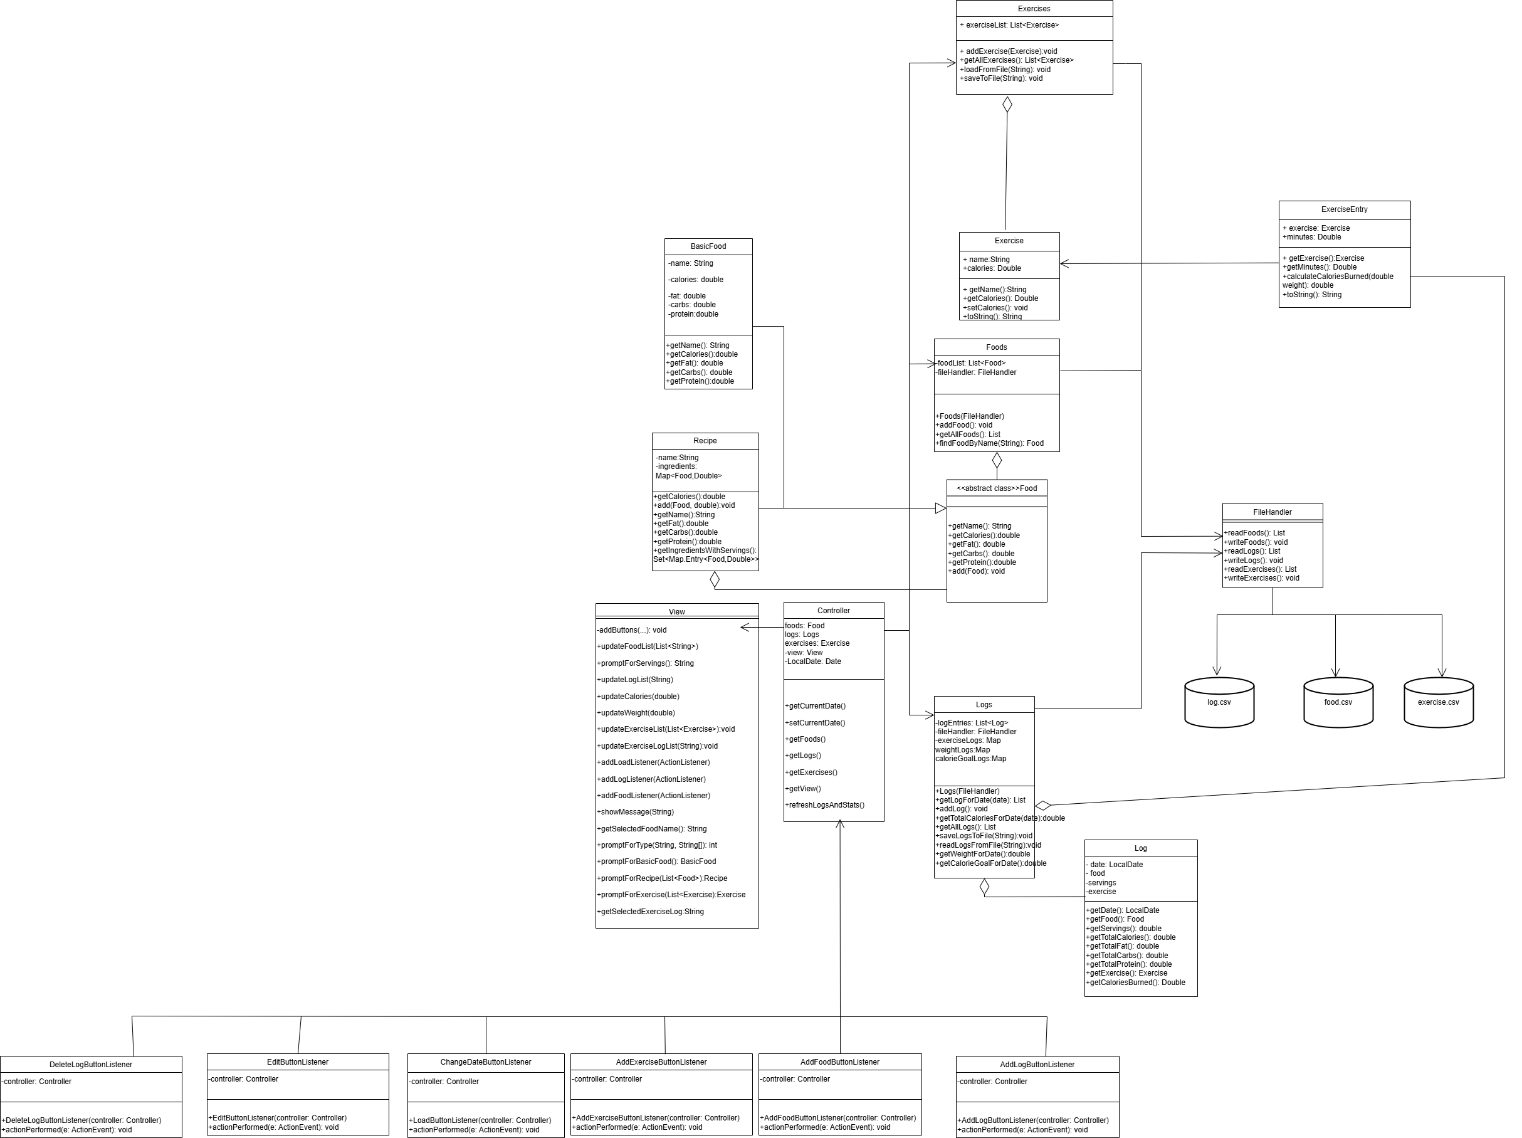 Exercises
+ exerciseList: List<Exercise>
+ addExercise(Exercise):void
+getAllExercises(): List<Exercise>
+loadFromFile(String): void
+saveToFile(String): void
ExerciseEntry
+ exercise: Exercise
+minutes: Double
+ getExercise():Exercise
+getMinutes(): Double
+calculateCaloriesBurned(double
weight): double
+toString(): String
Exercise
+ name:String
+calories: Double
+ getName():String
+getCalories(): Double
+setCalories(): void
+toString(): String
BasicFood
-name: String
-calories: double
-fat: double
-carbs: double
-protein:double
+getName(): String
+getCalories():double
+getFat(): double
+getCarbs(): double
+getProtein():double
Foods
-foodList: List<Food>
-fileHandler: FileHandler
+Foods(FileHandler)
+addFood(): void
+getAllFoods(): List
+findFoodByName(String): Food
Recipe
-name:String
-ingredients:
Map<Food,Double>
+getCalories():double
+add(Food, double):void
+getName():String
+getFat():double
+getCarbs():double
+getProtein():double
+getIngredientsWithServings():
Set<Map.Entry<Food,Double>>
<<abstract class>>Food
+getName(): String
+getCalories():double
+getFat(): double
+getCarbs(): double
+getProtein():double
+add(Food): void
FileHandler
+readFoods(): List
+writeFoods(): void
+readLogs(): List
+writeLogs(): void
+readExercises(): List
+writeExercises(): void
log.csv
food.csv
exercise.csv
View
-addButtons(...): void
+updateFoodList(List<String>)
+promptForServings(): String
+updateLogList(String)
+updateCalories(double)
+updateWeight(double)
+updateExerciseList(List<Exercise>):void
+updateExerciseLogList(String):void
+addLoadListener(ActionListener)
+addLogListener(ActionListener)
+addFoodListener(ActionListener)
+showMessage(String)
+getSelectedFoodName(): String
+promptForType(String, String[]): int
+promptForBasicFood(): BasicFood
+promptForRecipe(List<Food>):Recipe
+promptForExercise(List<Exercise):Exercise
+getSelectedExerciseLog:String
Controller
foods: Food
logs: Logs
exercises: Exercise
-view: View
-LocalDate: Date
+getCurrentDate()
+setCurrentDate()
+getFoods()
+getLogs()
+getExercises()
+getView()
+refreshLogsAndStats()
Logs
-logEntries: List<Log>
-fileHandler: FileHandler
-exerciseLogs: Map
weightLogs:Map
calorieGoalLogs:Map
+Logs(FileHandler)
+getLogForDate(date): List
+addLog(): void
+getTotalCaloriesForDate(date):double
+getAllLogs(): List
+saveLogsToFile(String):void
+readLogsFromFile(String):void
+getWeightForDate():double
+getCalorieGoalForDate():double
Log
- date: LocalDate
- food
-servings
-exercise
+getDate(): LocalDate
+getFood(): Food
+getServings(): double
+getTotalCalories(): double
+getTotalFat(): double
+getTotalCarbs(): double
+getTotalProtein(): double
+getExercise(): Exercise
+getCaloriesBurned(): Double
DeleteLogButtonListener
-controller: Controller
+DeleteLogButtonListener(controller: Controller)
+actionPerformed(e: ActionEvent): void
EditButtonListener
-controller: Controller
+EditButtonListener(controller: Controller)
+actionPerformed(e: ActionEvent): void
ChangeDateButtonListener
-controller: Controller
+LoadButtonListener(controller: Controller)
+actionPerformed(e: ActionEvent): void
AddExerciseButtonListener
-controller: Controller
+AddExerciseButtonListener(controller: Controller)
+actionPerformed(e: ActionEvent): void
AddFoodButtonListener
-controller: Controller
+AddFoodButtonListener(controller: Controller)
+actionPerformed(e: ActionEvent): void
AddLogButtonListener
-controller: Controller
+AddLogButtonListener(controller: Controller)
+actionPerformed(e: ActionEvent): void